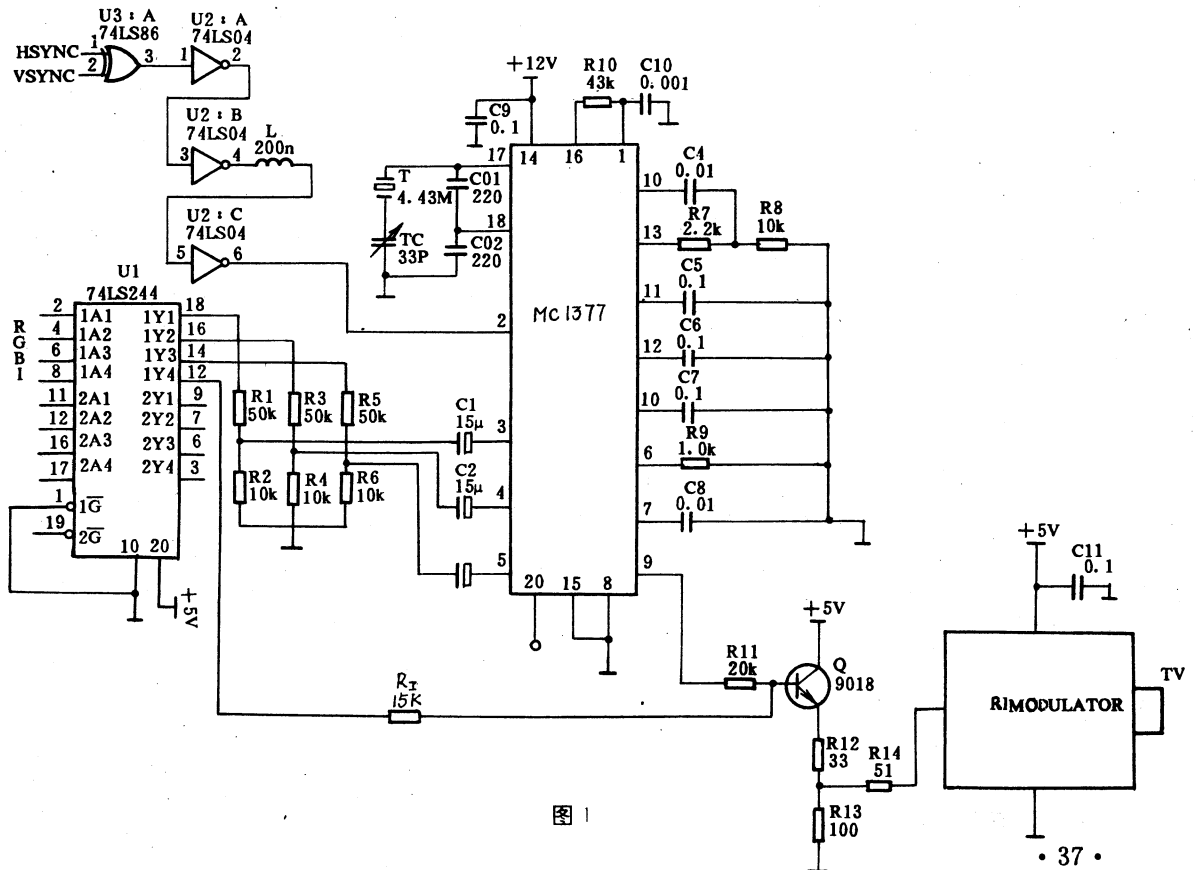 U3:A
74LS86
HSYNC
1
VSYNC
2
3
U2:A
74LS04
1
2
U2:B
74LS04
3
4
L
200n
U2:C
74LS04
5
6
+12V
C9
0.1
R10
43k
C10
0.001
17
14
16
1
T
4.43M
C01
220
18
TC
33P
C02
220
2
MC1377
10
C4
0.01
13
R7
2.2k
R8
10k
11
C5
0.1
12
C6
0.1
10
C7
0.1
6
R9
1.0k
7
C8
0.01
9
U1
74LS244
R
G
B
I
2 1A1 1Y1 18
4 1A2 1Y2 16
6 1A3 1Y3 14
8 1A4 1Y4 12
11 2A1 2Y1 9
12 2A2 2Y2 7
16 2A3 2Y3 6
17 2A4 2Y4 3
1 1G̅
19 2G̅
10 20
+5V
R1
50k
R3
50k
R5
50k
R2
10k
R4
10k
R6
10k
C1
15μ
3
C2
15μ
4
5
20 15 8
RI
15K
R11
20k
+5V
Q
9018
R12
33
R14
51
R13
100
+5V
C11
0.1
RIMODULATOR
TV
图1
· 37 ·